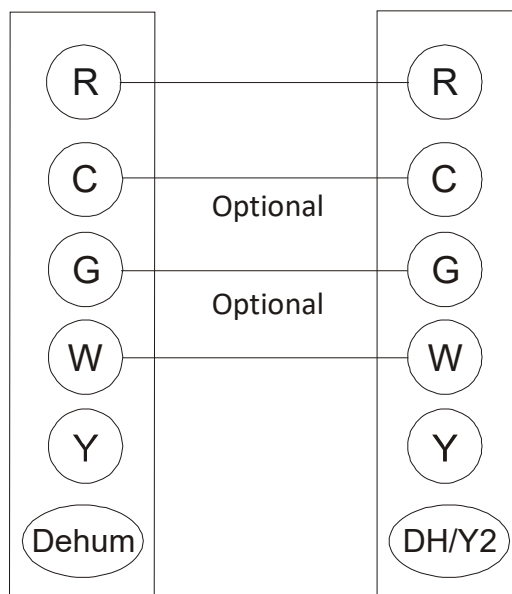 R R
C C
Optional
G G
Optional
W W
Y Y
Dehum DH/Y2